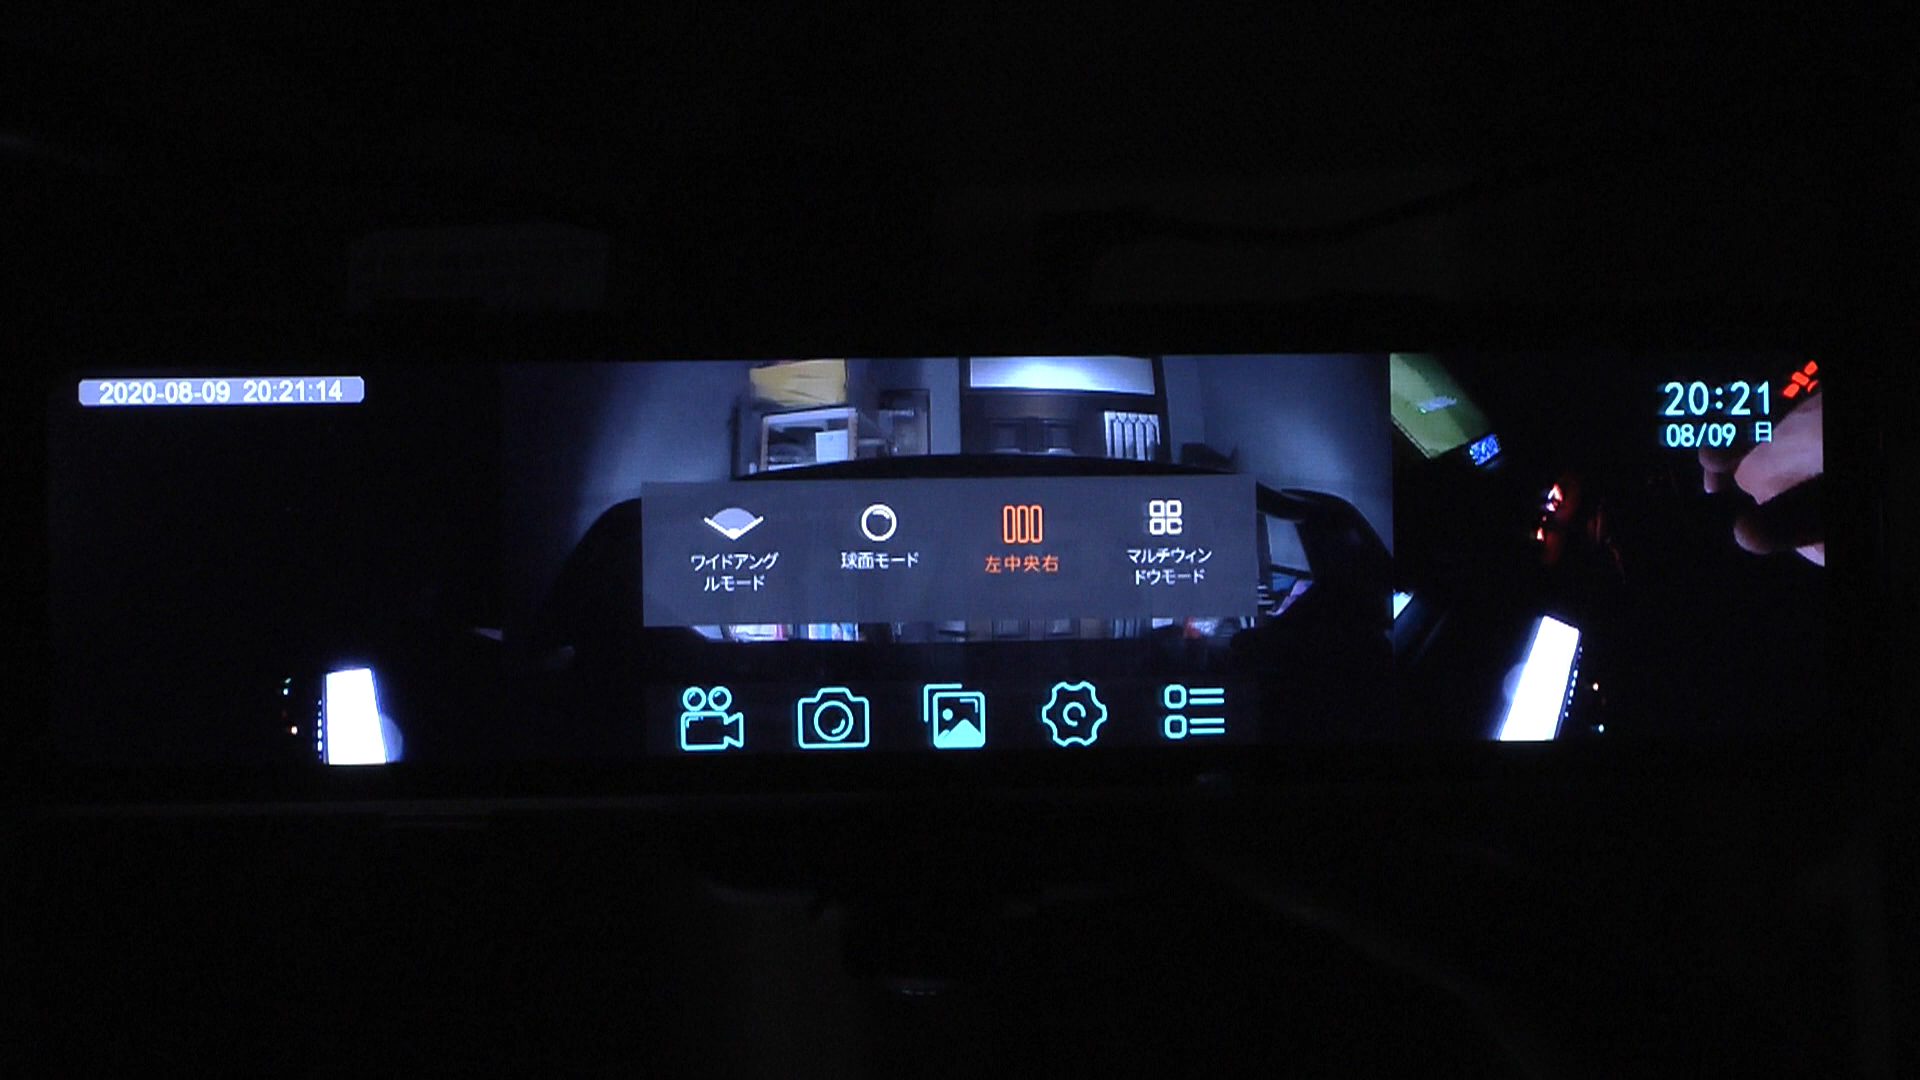 2020-08-09 20:21:14
20:21
08/09 日
ワイドアング
ルモード
球面モード
左中央右
マルチウィン
ドウモード